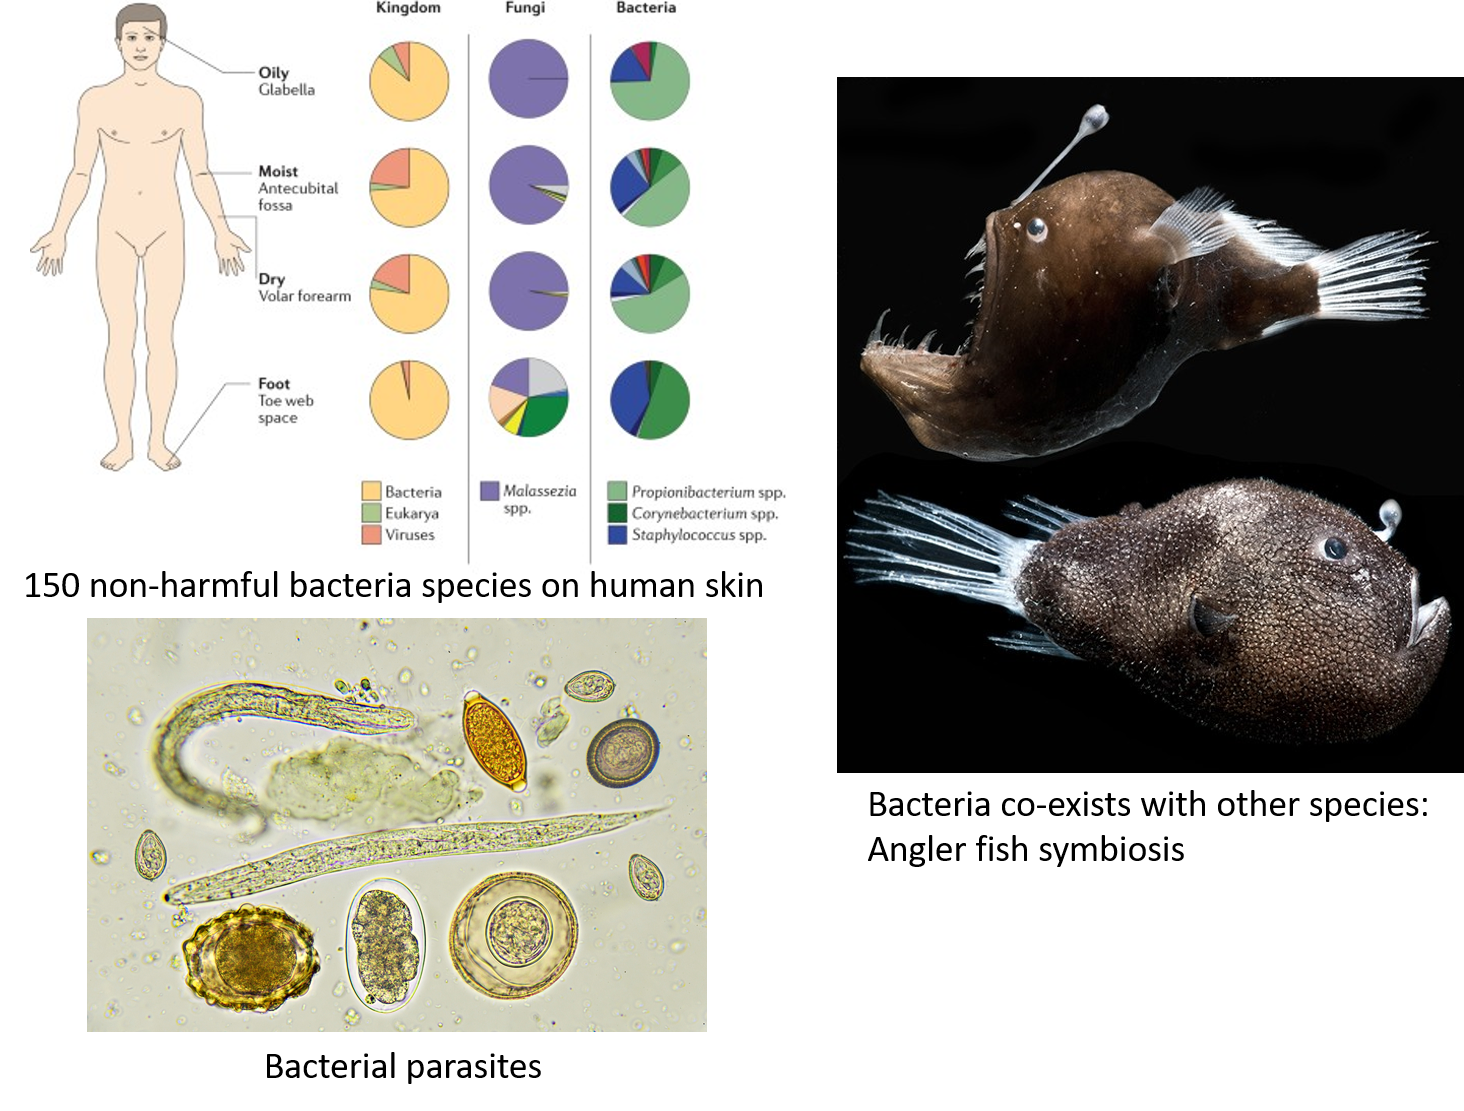 Kingdom
Fungi
Bacteria
Oily
Glabella
Moist
Antecubital
fossa
Dry
Volar forearm
Foot
Toe web
space
Bacteria
Eukarya
Viruses
Malassezia
spp.
Propionibacterium spp.
Corynebacterium spp.
Staphylococcus spp.
150 non-harmful bacteria species on human skin
Bacterial parasites
Bacteria co-exists with other species:
Angler fish symbiosis